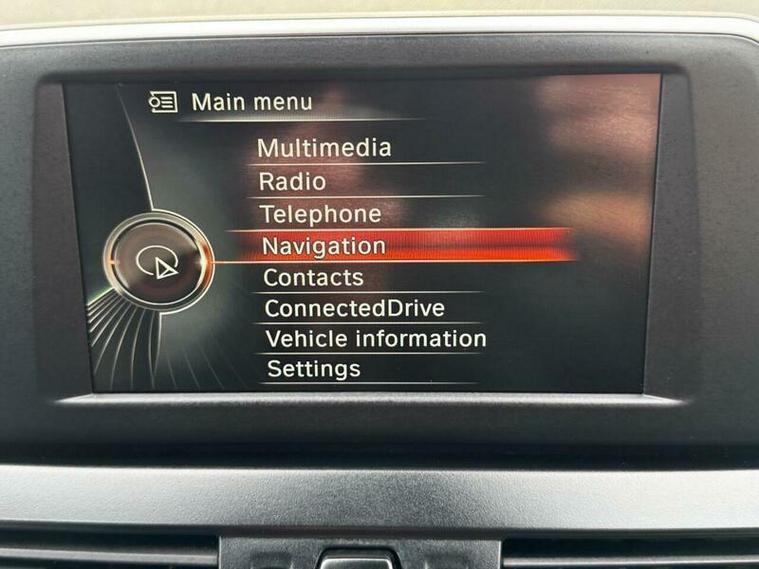 Main menu
Multimedia
Radio
Telephone
Navigation
Contacts
ConnectedDrive
Vehicle information
Settings